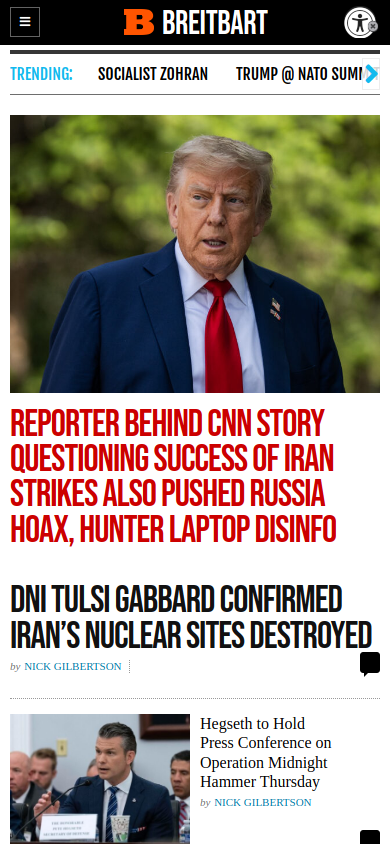 BREITBART
TRENDING:
SOCIALIST ZOHRAN
TRUMP @ NATO
REPORTER BEHIND CNN STORY
QUESTIONING SUCCESS OF IRAN
STRIKES ALSO PUSHED RUSSIA
HOAX, HUNTER LAPTOP DISINFO
DNI TULSI GABBARD CONFIRMED
IRAN’S NUCLEAR SITES DESTROYED
by NICK GILBERTSON
Hegseth to Hold
Press Conference on
Operation Midnight
Hammer Thursday
by NICK GILBERTSON